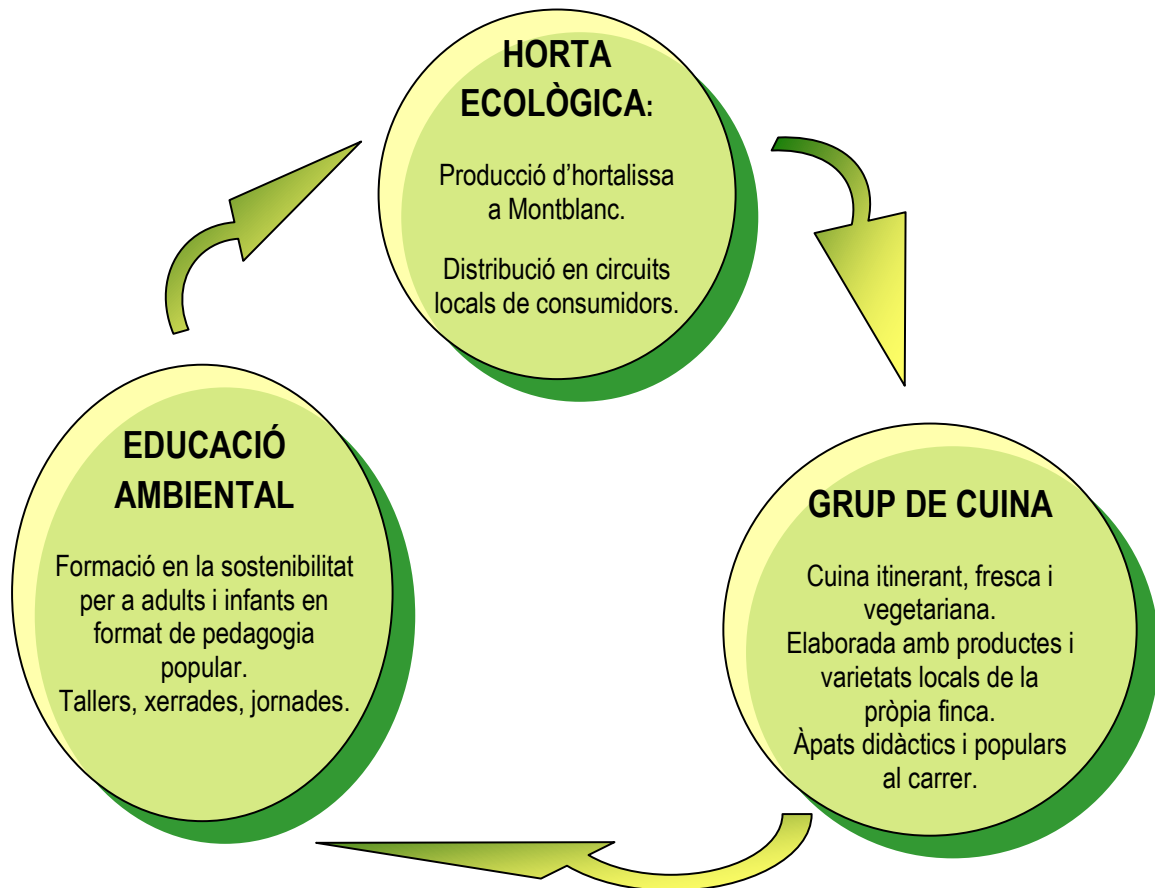 HORTA
ECOLÒGICA:
Producció d’hortalissa
a Montblanc.
Distribució en circuits
locals de consumidors.
EDUCACIÓ
AMBIENTAL
Formació en la sostenibilitat
per a adults i infants en
format de pedagogia
popular.
Tallers, xerrades, jornades.
GRUP DE CUINA
Cuina itinerant, fresca i
vegetariana.
Elaborada amb productes i
varietats locals de la
pròpia finca.
Àpats didàctics i populars
al carrer.